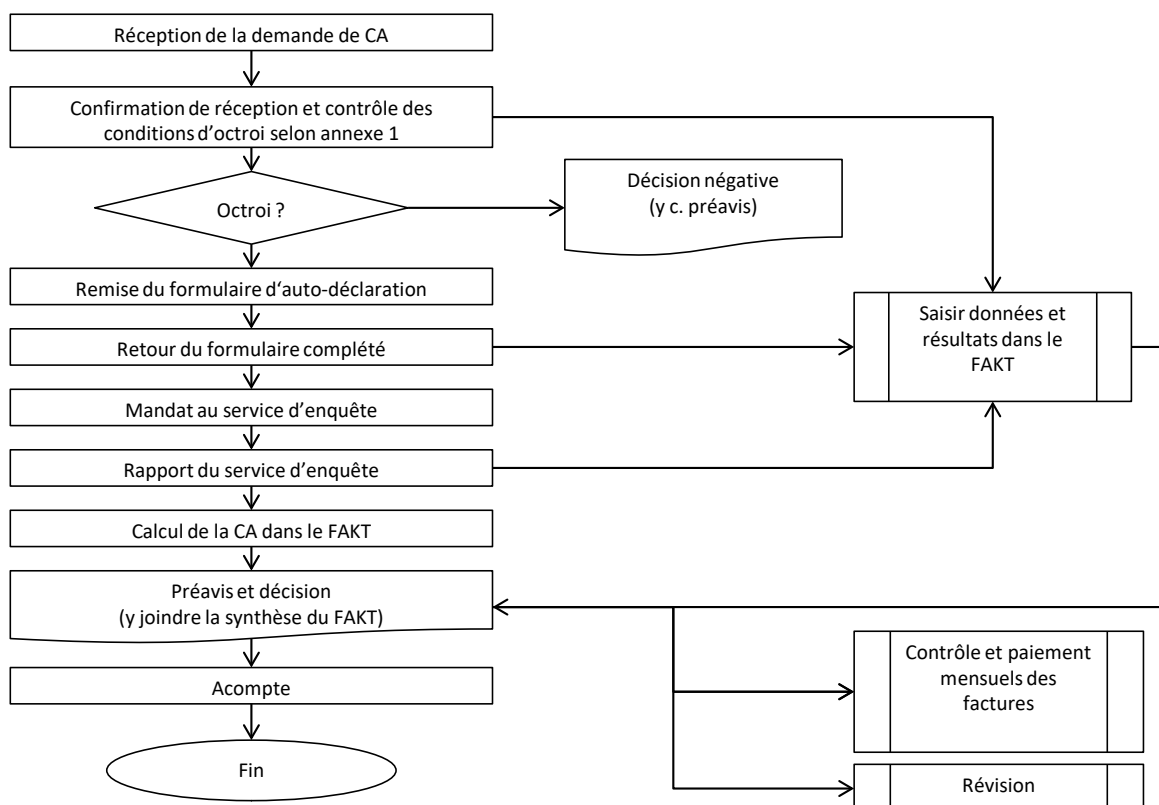 Réception de la demande de CA
Confirmation de réception et contrôle des
conditions d'octroi selon annexe 1
Octroi ?
Décision négative
(y c. préavis)
Remise du formulaire d‘auto-déclaration
Retour du formulaire complété
Saisir données et
résultats dans le
FAKT
Mandat au service d'enquête
Rapport du service d'enquête
Calcul de la CA dans le FAKT
Préavis et décision
(y joindre la synthèse du FAKT)
Acompte
Contrôle et paiement
mensuels des
factures
Fin
Révision